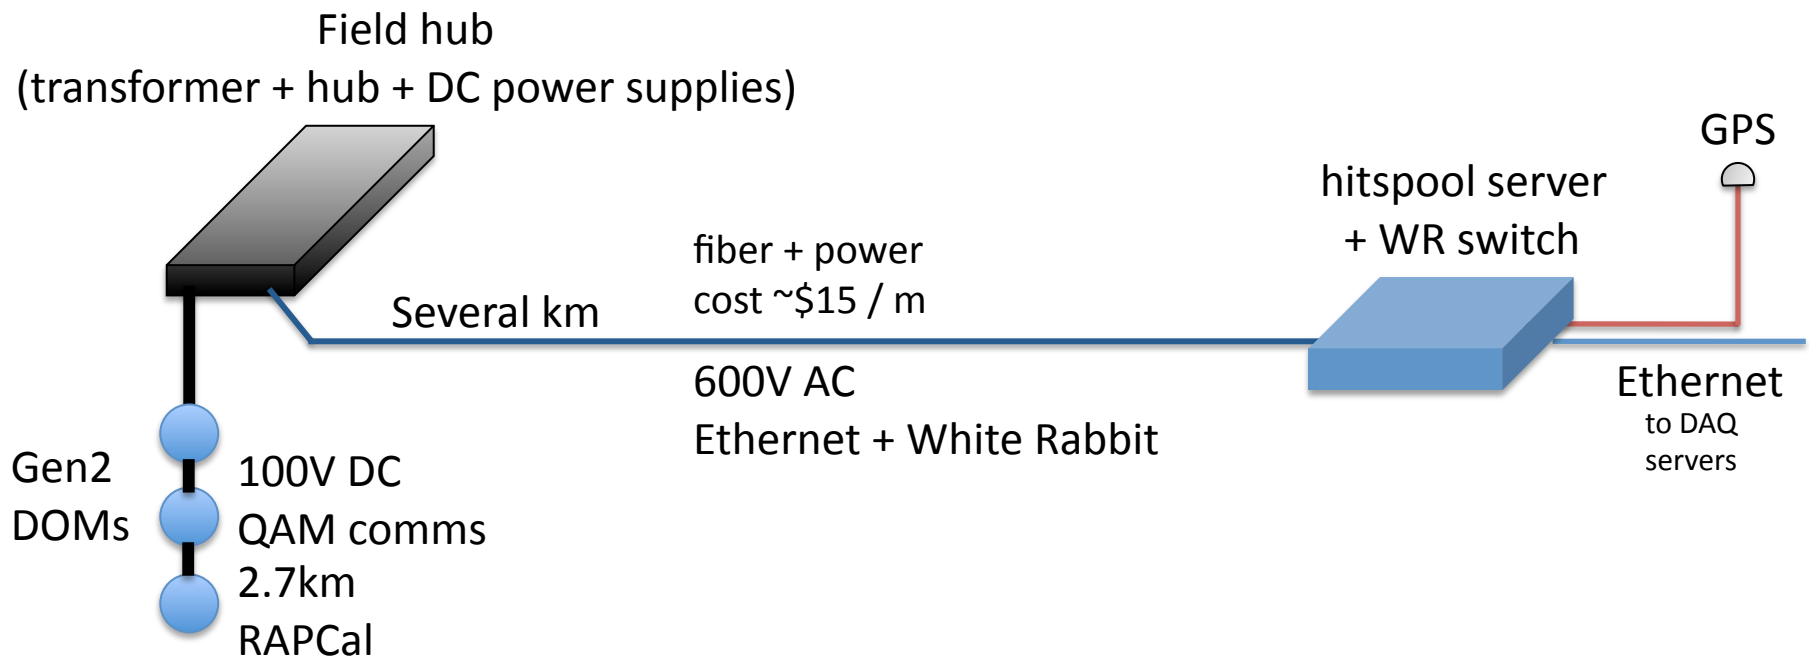 Field hub
(transformer + hub + DC power supplies)
GPS
hitspool server
+ WR switch
fiber + power
cost ~$15 / m
Several km
600V AC
Ethernet + White Rabbit
Ethernet
to DAQ
servers
Gen2
DOMs
100V DC
QAM comms
2.7km
RAPCal